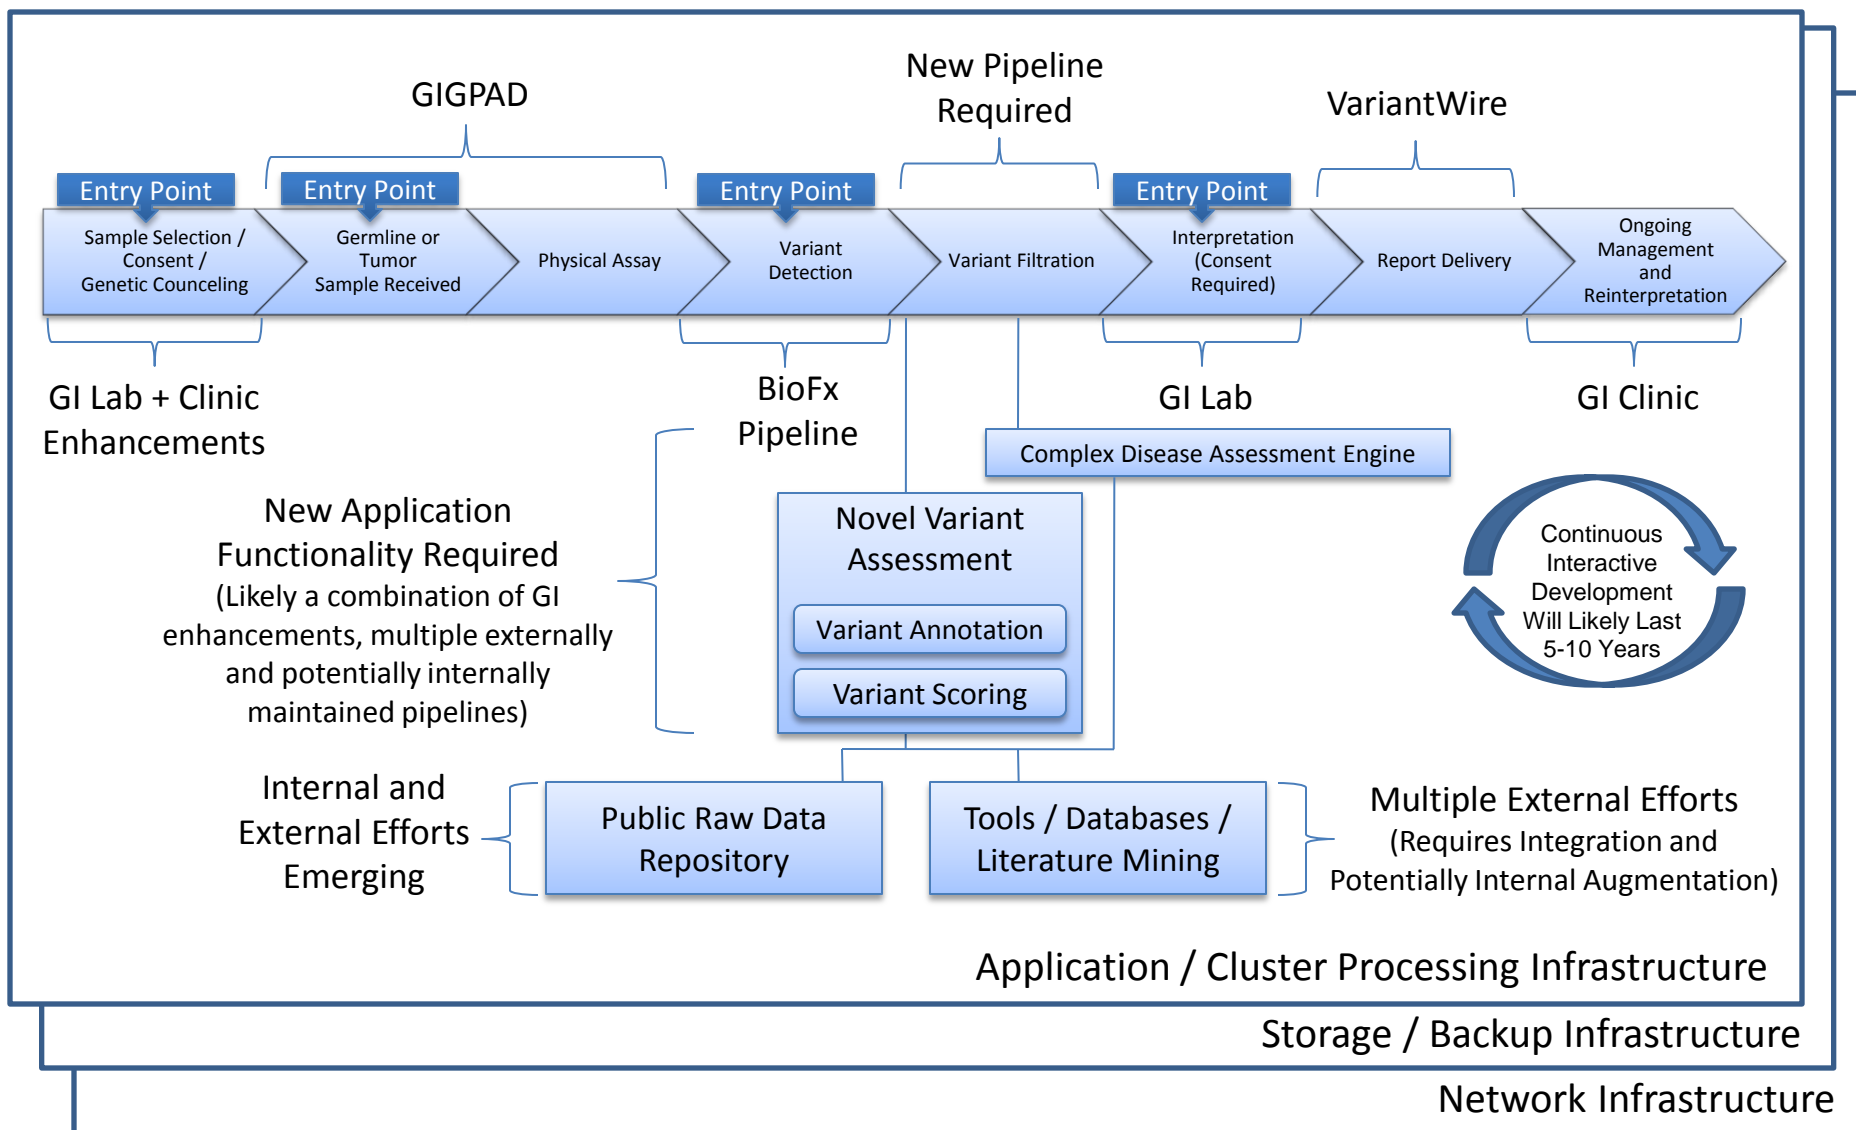 GIGPAD
New Pipeline
Required
VariantWire
Entry Point
Entry Point
Entry Point
Entry Point
Sample Selection /
Consent /
Genetic Counceling
Germline or
Tumor
Sample Received
Physical Assay
Variant
Detection
Variant Filtration
Interpretation
(Consent
Required)
Report Delivery
Ongoing
Management
and
Reinterpretation
GI Lab + Clinic
Enhancements
BioFx
Pipeline
GI Lab
GI Clinic
Complex Disease Assessment Engine
New Application
Functionality Required
(Likely a combination of GI
enhancements, multiple externally
and potentially internally
maintained pipelines)
Novel Variant
Assessment
Variant Annotation
Variant Scoring
Continuous
Interactive
Development
Will Likely Last
5-10 Years
Internal and
External Efforts
Emerging
Public Raw Data
Repository
Tools / Databases /
Literature Mining
Multiple External Efforts
(Requires Integration and
Potentially Internal Augmentation)
Application / Cluster Processing Infrastructure
Storage / Backup Infrastructure
Network Infrastructure